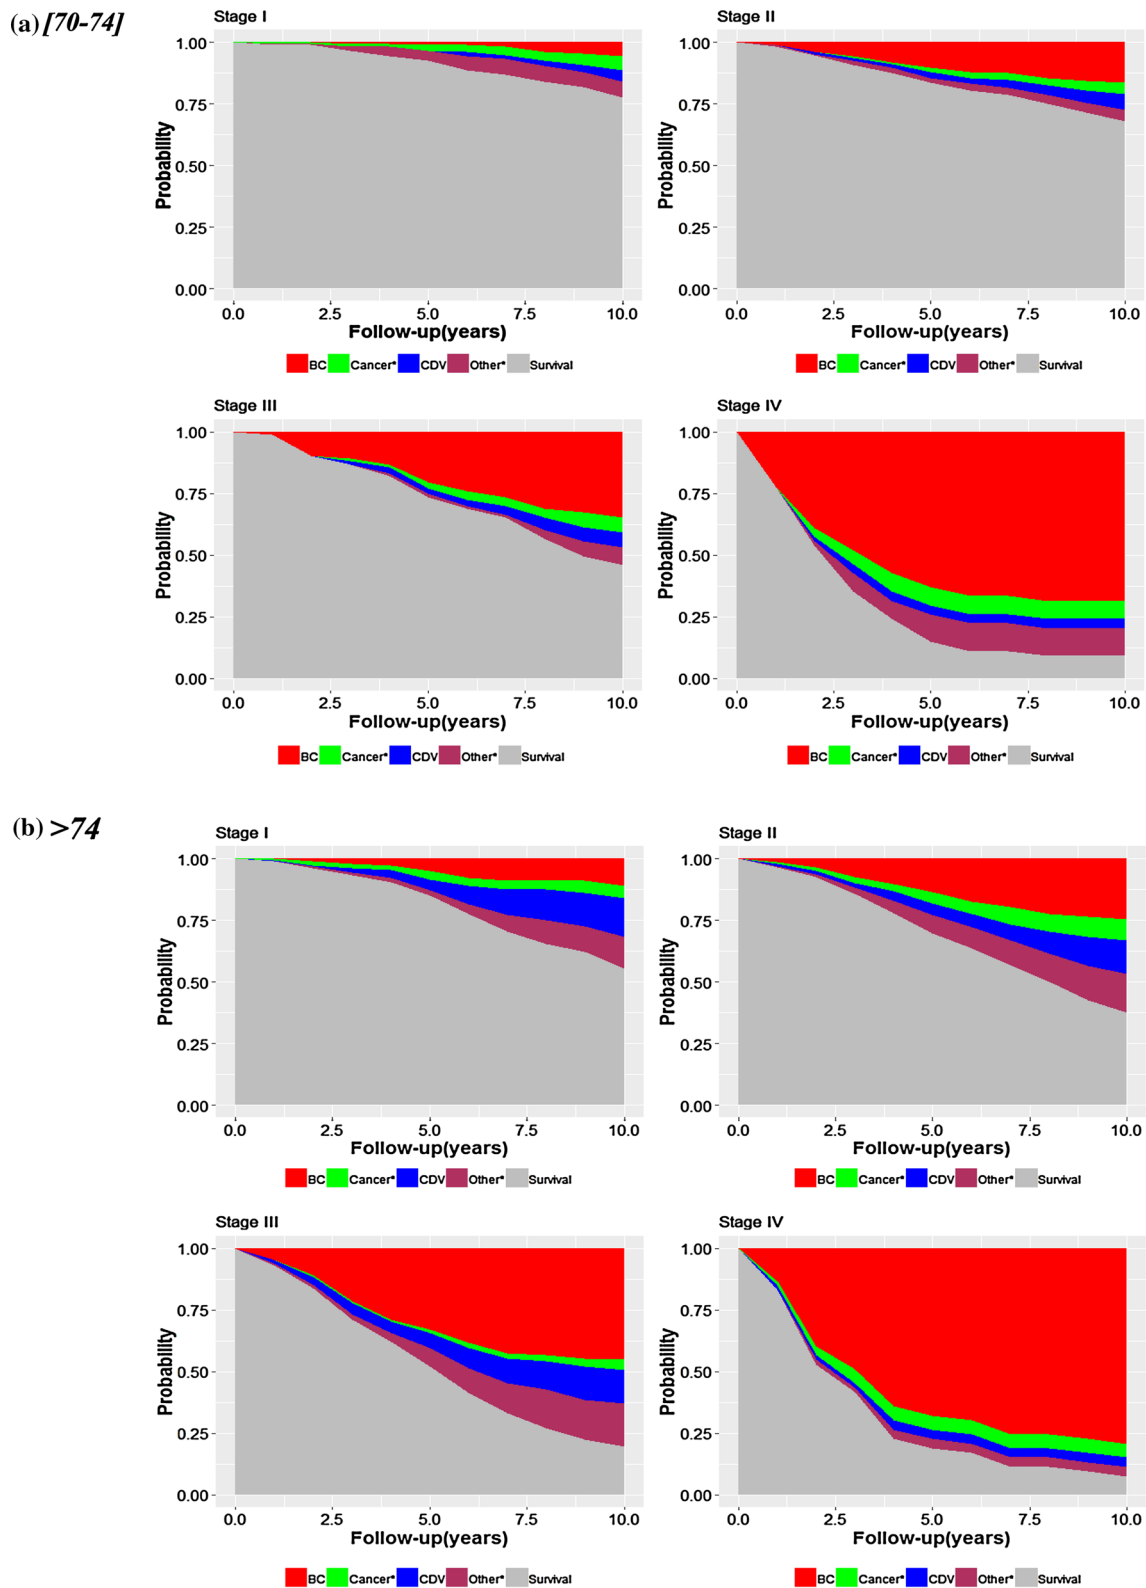 (a) [70-74]
Stage I
Stage II
1.00
0.75
0.50
0.25
0.00
Probability
0.0 2.5 5.0 7.5 10.0
Follow-up(years)
BC Cancer* CDV Other* Survival
1.00
0.75
0.50
0.25
0.00
Probability
0.0 2.5 5.0 7.5 10.0
Follow-up(years)
BC Cancer* CDV Other* Survival
Stage III
Stage IV
1.00
0.75
0.50
0.25
0.00
Probability
0.0 2.5 5.0 7.5 10.0
Follow-up(years)
BC Cancer* CDV Other* Survival
1.00
0.75
0.50
0.25
0.00
Probability
0.0 2.5 5.0 7.5 10.0
Follow-up(years)
BC Cancer* CDV Other* Survival
(b) >74
Stage I
Stage II
1.00
0.75
0.50
0.25
0.00
Probability
0.0 2.5 5.0 7.5 10.0
Follow-up(years)
BC Cancer* CDV Other* Survival
1.00
0.75
0.50
0.25
0.00
Probability
0.0 2.5 5.0 7.5 10.0
Follow-up(years)
BC Cancer* CDV Other* Survival
Stage III
Stage IV
1.00
0.75
0.50
0.25
0.00
Probability
0.0 2.5 5.0 7.5 10.0
Follow-up(years)
BC Cancer* CDV Other* Survival
1.00
0.75
0.50
0.25
0.00
Probability
0.0 2.5 5.0 7.5 10.0
Follow-up(years)
BC Cancer* CDV Other* Survival